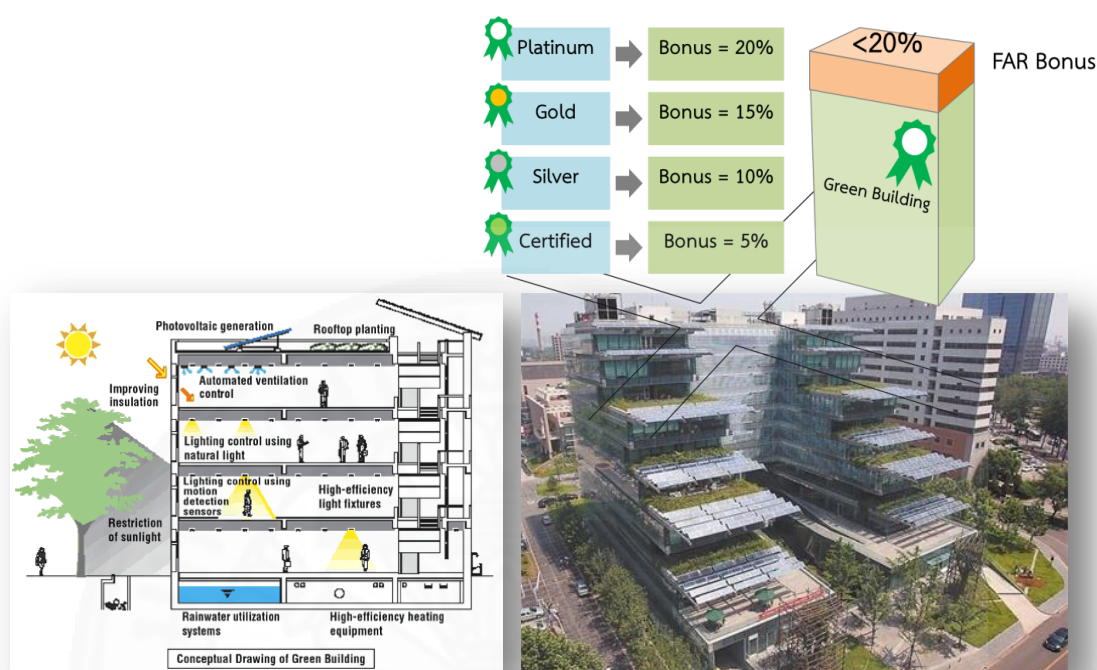 Platinum
Bonus = 20%
Gold
Bonus = 15%
Silver
Bonus = 10%
Certified
Bonus = 5%
<20%
FAR Bonus
Green Building
Photovoltaic generation
Rooftop planting
Improving
insulation
Automated ventilation
control
Lighting control using
natural light
Lighting control using
motion
detection
sensors
High-efficiency
light fixtures
Restriction
of sunlight
Rainwater utilization
systems
High-efficiency heating
equipment
Conceptual Drawing of Green Building